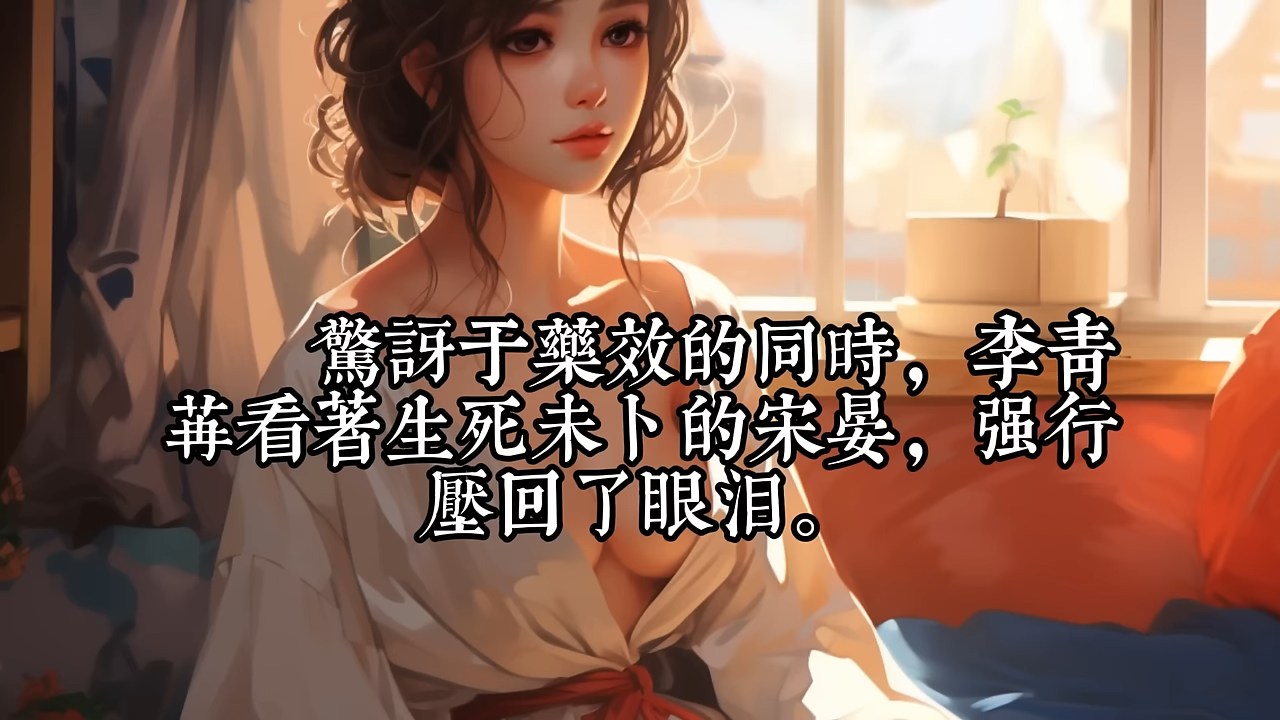 驚訝于藥效的同時，李青
苒看著生死未卜的宋晏，强行
壓回了眼泪。